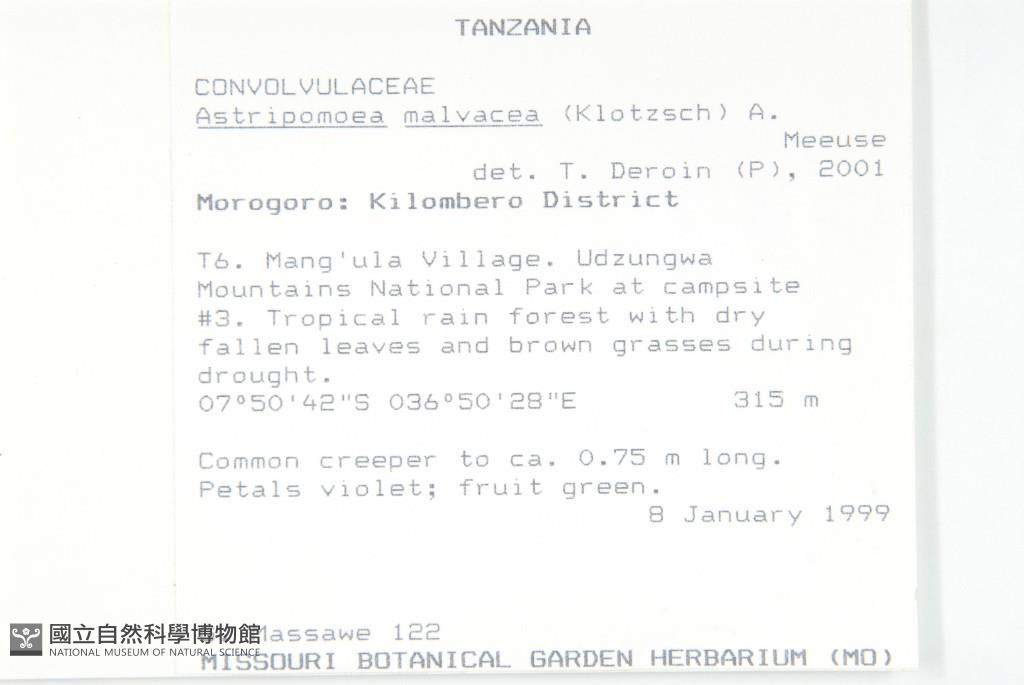 TANZANIA
CONVOLVULACEAE
Astripomoea malvacea (Klotzsch) A.
Meeuse
det. T. Deroin (P), 2001
Morogoro: Kilombero District
T6. Mang'ula Village. Udzungwa
Mountains National Park at campsite
#3. Tropical rain forest with dry
fallen leaves and brown grasses during
drought.
07°50'42"S 036°50'28"E 315 m
Common creeper to ca. 0.75 m long.
Petals violet; fruit green.
8 January 1999
Massawe 122
國立自然科學博物館
NATIONAL MUSEUM OF NATURAL SCIENCE
MISSOURI BOTANICAL GARDEN HERBARIUM (MO)